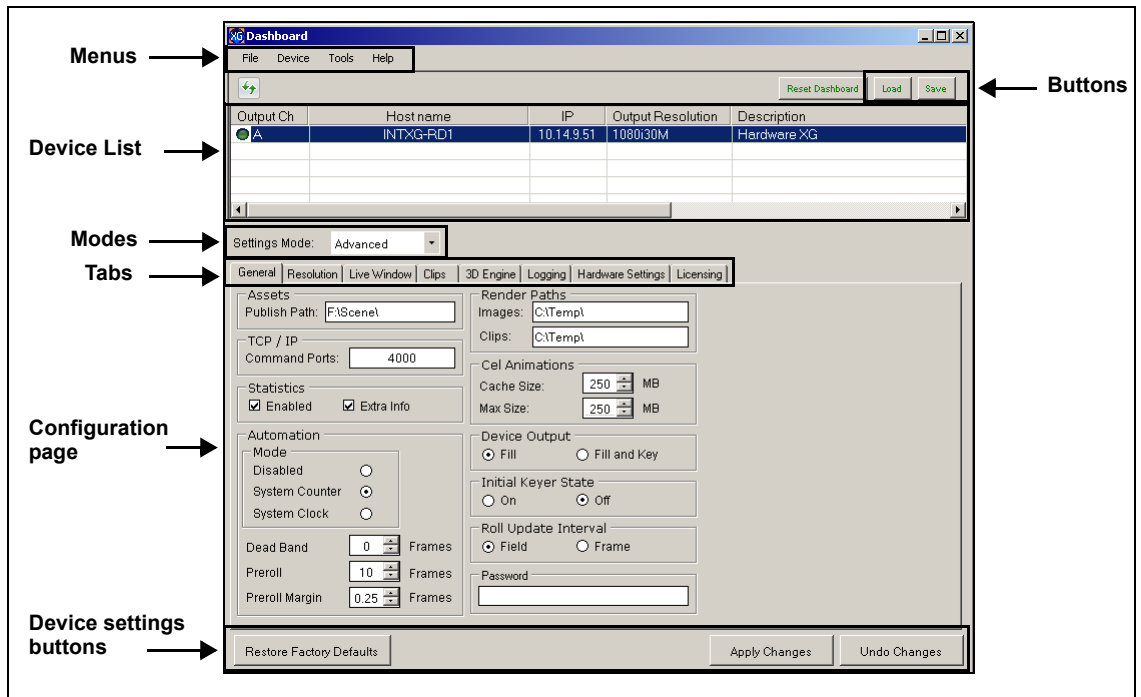 XG Dashboard
Menus
File Device Tools Help
Reset Dashboard Load Save
Buttons
Output Ch Host name IP Output Resolution Description
A INTXG-RD1 10.14.9.51 1080i30M Hardware XG
Device List
Modes
Settings Mode: Advanced
Tabs
General Resolution Live Window Clips 3D Engine Logging Hardware Settings Licensing
Assets
Publish Path: F:\Scene\
TCP / IP
Command Ports: 4000
Statistics
Enabled Extra Info
Configuration
page
Automation
Mode
Disabled
System Counter
System Clock
Dead Band 0 Frames
Preroll 10 Frames
Preroll Margin 0.25 Frames
Render Paths
Images: C:\Temp\
Clips: C:\Temp\
Cel Animations
Cache Size: 250 MB
Max Size: 250 MB
Device Output
Fill Fill and Key
Initial Keyer State
On Off
Roll Update Interval
Field Frame
Password
Device settings
buttons
Restore Factory Defaults Apply Changes Undo Changes